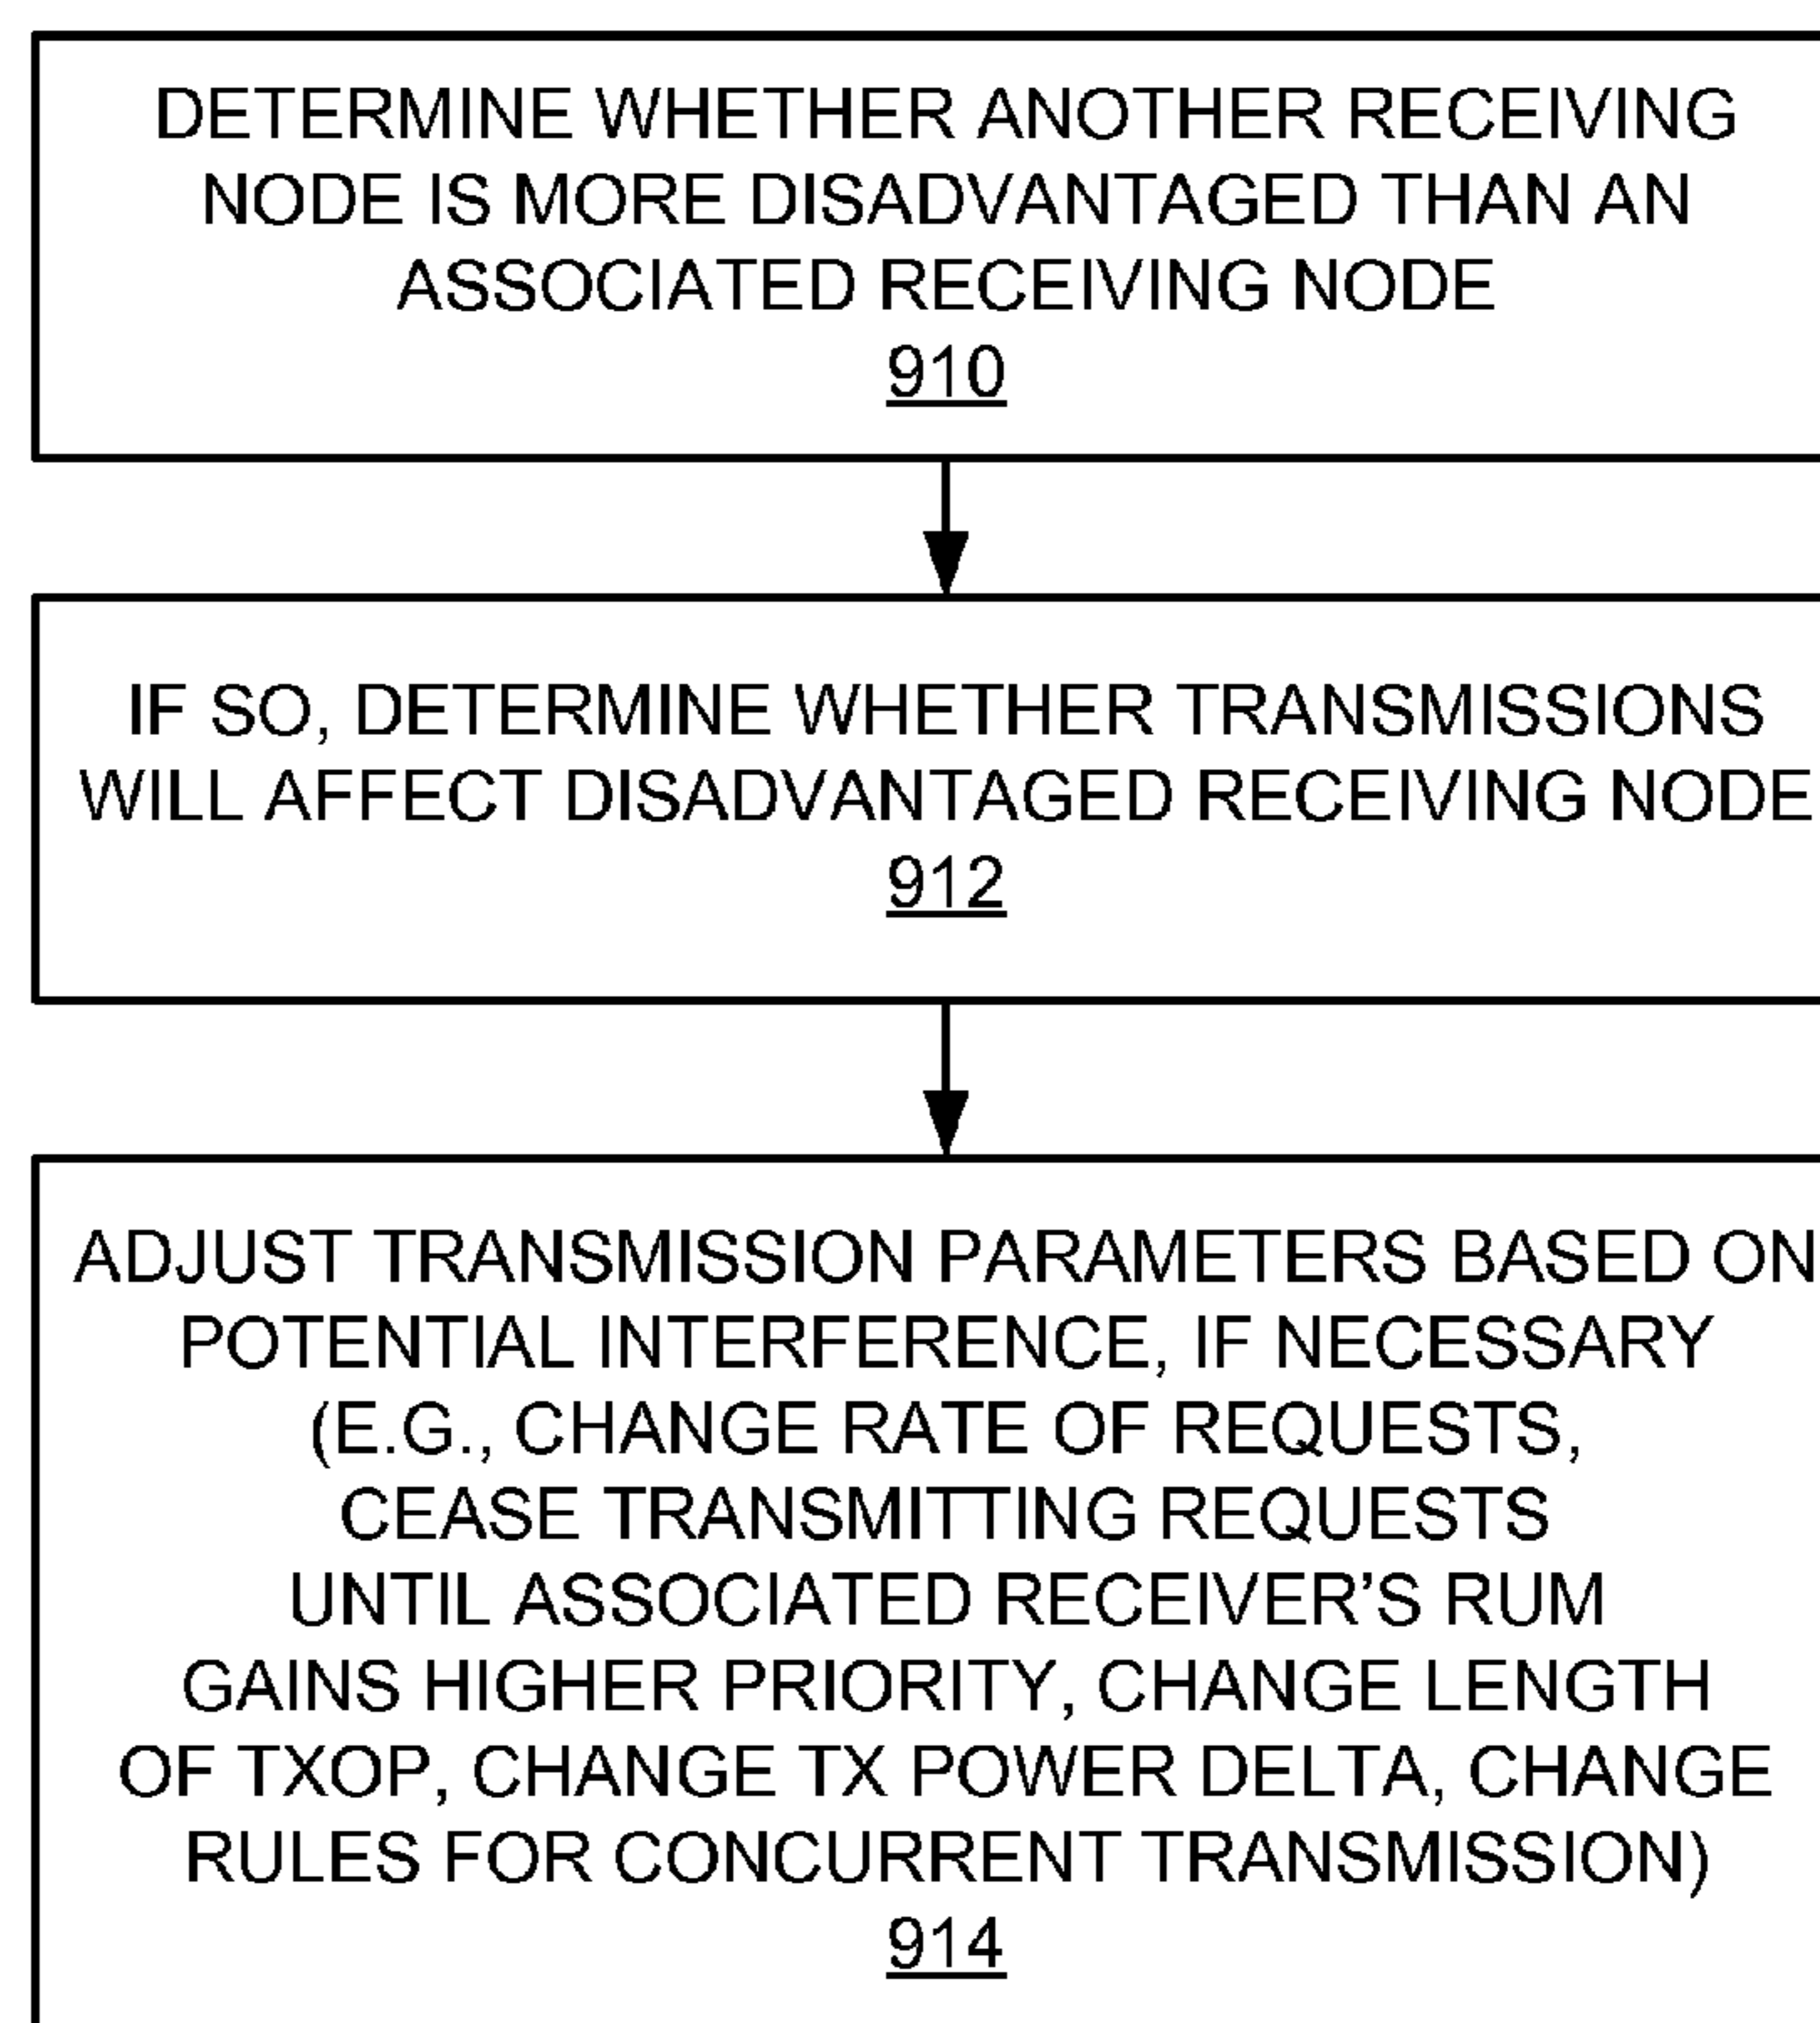 DETERMINE WHETHER ANOTHER RECEIVING
NODE IS MORE DISADVANTAGED THAN AN
ASSOCIATED RECEIVING NODE
910
IF SO, DETERMINE WHETHER TRANSMISSIONS
WILL AFFECT DISADVANTAGED RECEIVING NODE
912
ADJUST TRANSMISSION PARAMETERS BASED ON
POTENTIAL INTERFERENCE, IF NECESSARY
(E.G., CHANGE RATE OF REQUESTS,
CEASE TRANSMITTING REQUESTS
UNTIL ASSOCIATED RECEIVER’S RUM
GAINS HIGHER PRIORITY, CHANGE LENGTH
OF TXOP, CHANGE TX POWER DELTA, CHANGE
RULES FOR CONCURRENT TRANSMISSION)
914